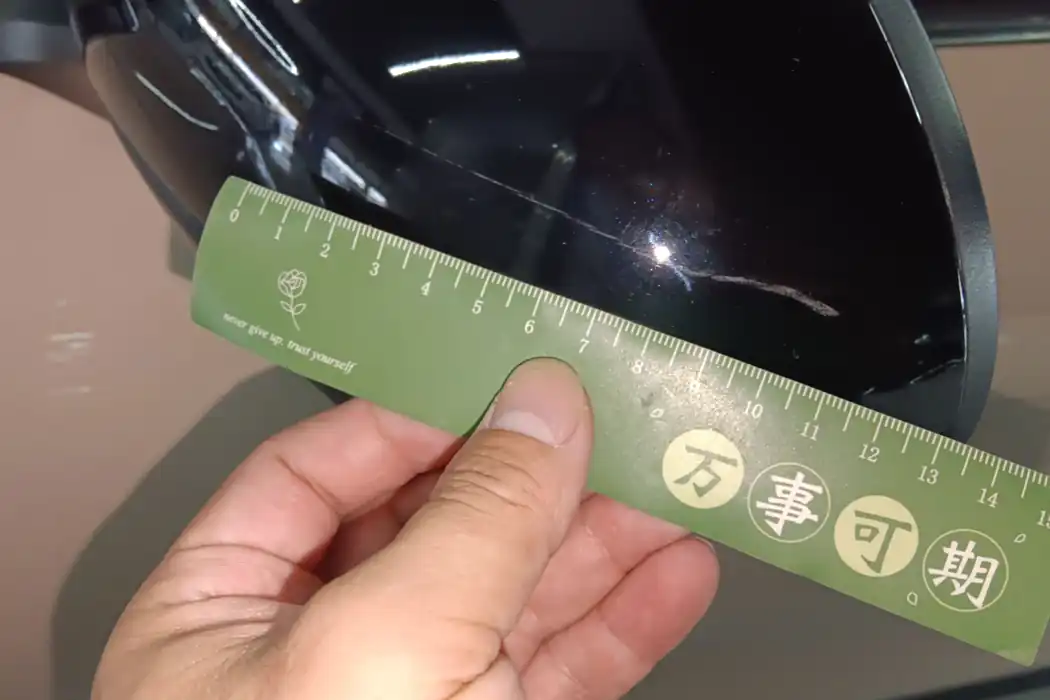 0 1 2 3 4 5 6 7 8 9 10 11 12 13 14
never give up, trust yourself
万事可期